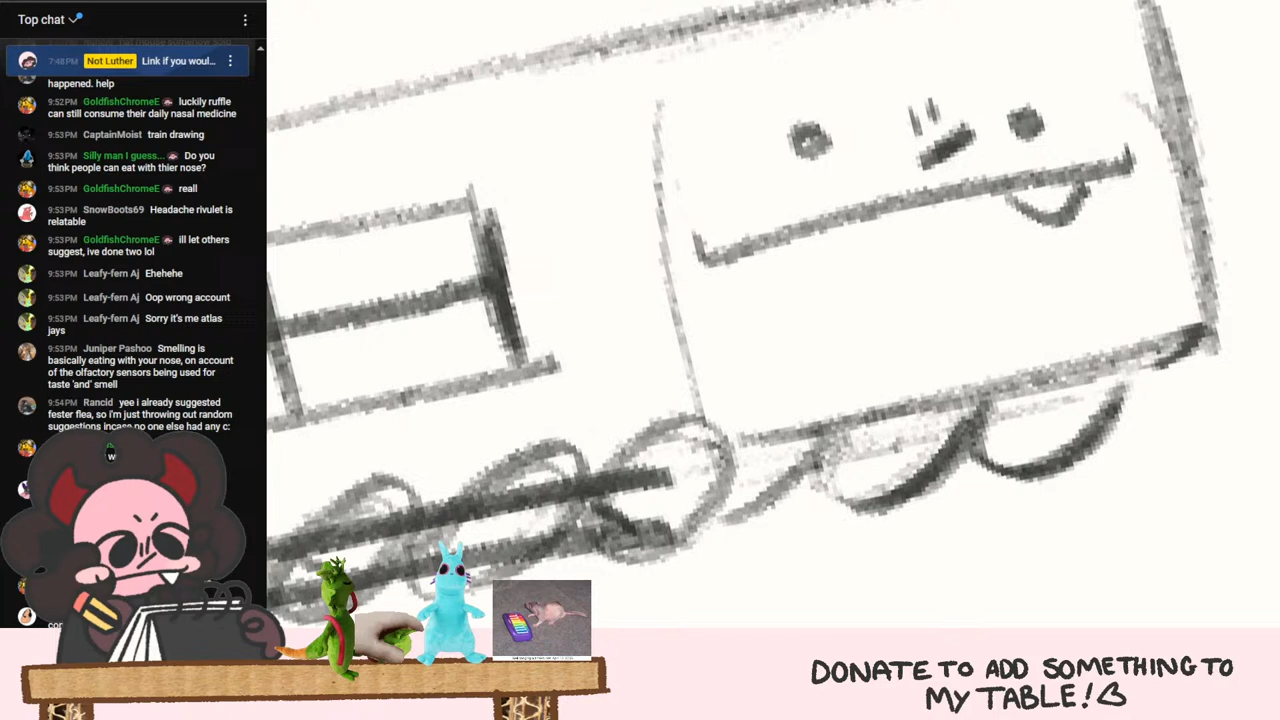 Top chat
7:48PM Not Luther Link if you woul...
happened. help
9:52PM GoldfishChromeE luckily ruffle
can still consume their daily nasal
medicine
9:53PM CaptainMoist train drawing
9:53PM Silly man I guess... Do you
think people can eat with thier nose?
9:53PM GoldfishChromeE reall
9:53PM SnowBoots69 Headache rivulet is
relatable
9:53PM GoldfishChromeE ill let others
suggest, ive done two lol
9:53PM Leafy-fern Aj Ehehehe
9:53PM Leafy-fern Aj Oop wrong account
9:53PM Leafy-fern Aj Sorry it's me atlas
jays
9:53PM Juniper Pashoo Smelling is
basically eating with your nose, on account
of the olfactory sensors being used for
taste 'and' smell
9:54PM Rancid yee i already suggested
fester flea, so i'm just throwing out random
suggestions incase no one else had any c:
W
DONATE TO ADD SOMETHING TO
MY TABLE!